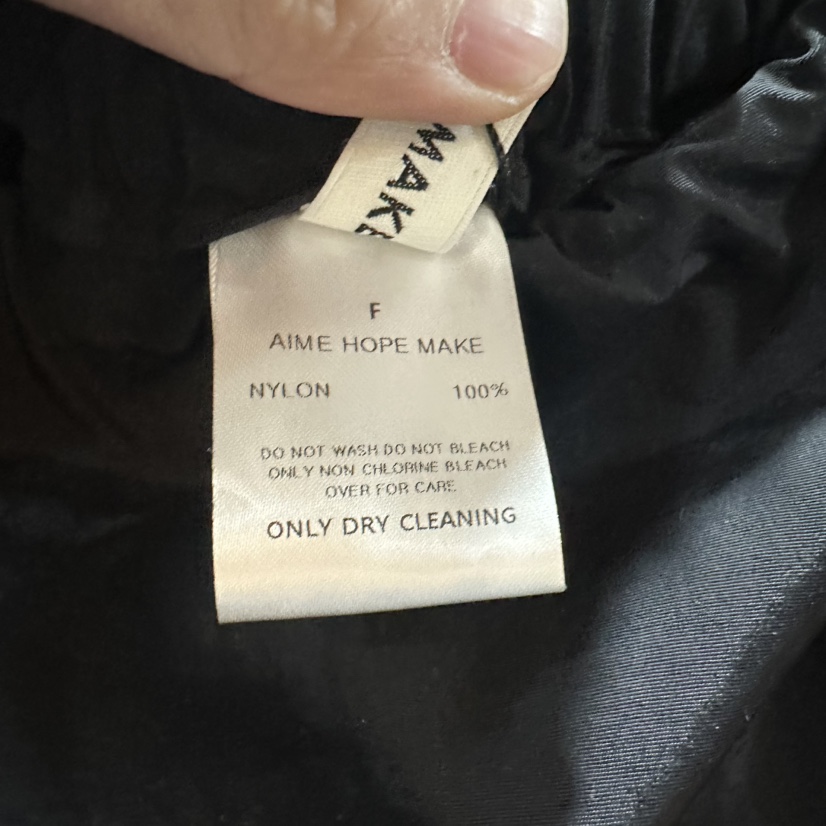 MAKE
F
AIME HOPE MAKE
NYLON 100%
DO NOT WASH DO NOT BLEACH
ONLY NON CHLORINE BLEACH
OVER FOR CARE
ONLY DRY CLEANING